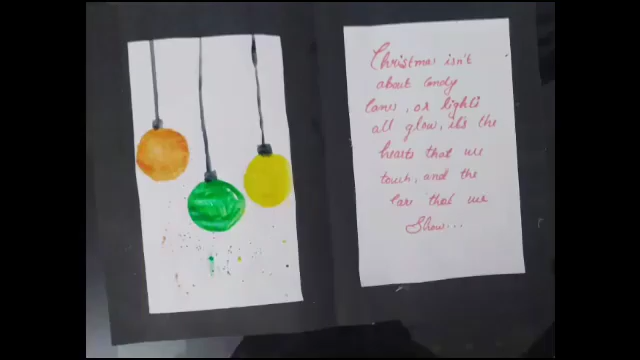 Christmas isn't
about Candy
Canes, or lights
all glow, it's the
hearts that we
touch, and the
Care that we
Show...